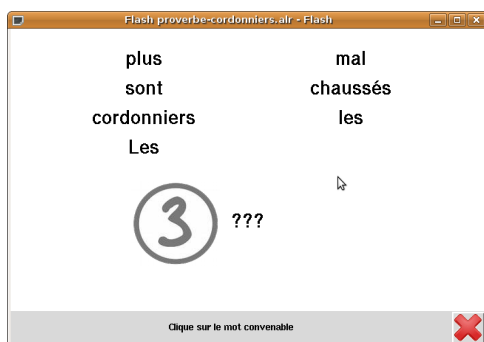 Flash proverbe-cordonniers.alr - Flash
plus mal
sont chaussés
cordonniers les
Les
3 ???
Clique sur le mot convenable